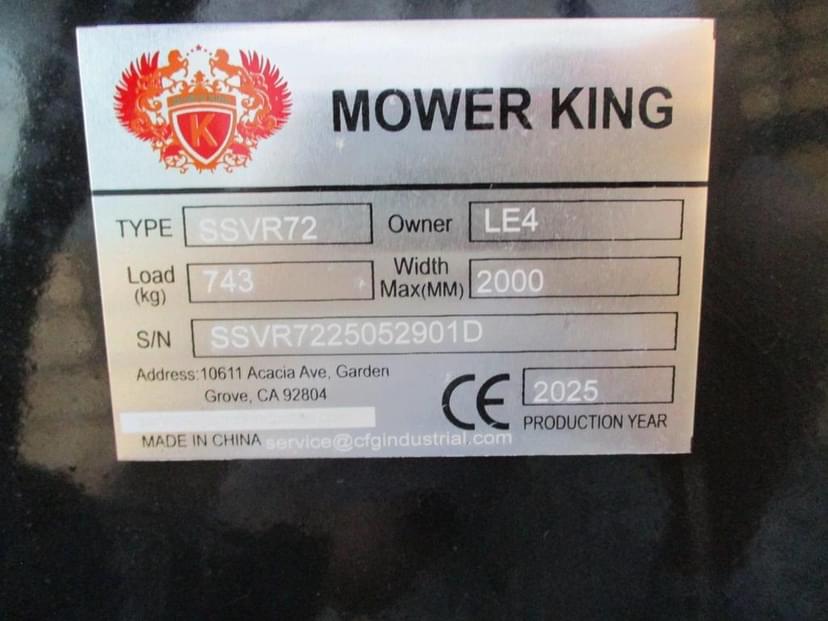 K
MOWER KING
TYPE SSVR72 Owner LE4
Load (kg) 743 Width Max(MM) 2000
S/N SSVR7225052901D
Address:10611 Acacia Ave, Garden
Grove, CA 92804
CE 2025
PRODUCTION YEAR
MADE IN CHINA service@cfgindustrial.com